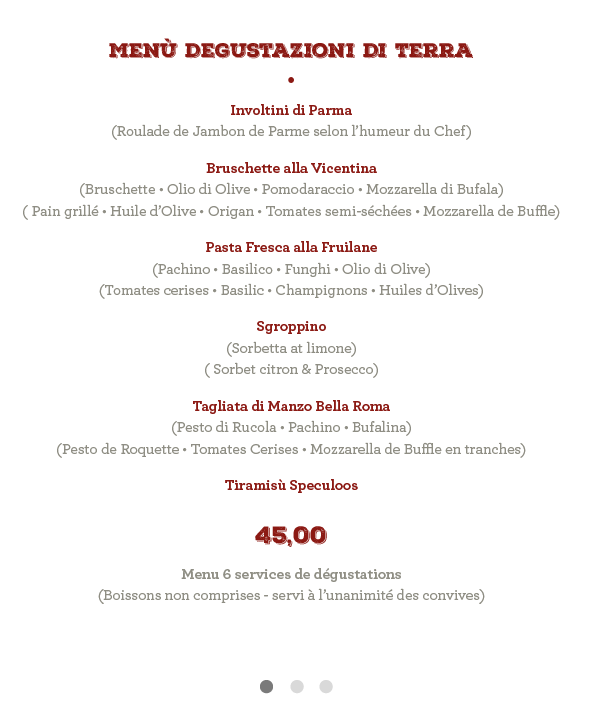 MENÙ DEGUSTAZIONI DI TERRA
•
Involtini di Parma
(Roulade de Jambon de Parme selon l'humeur du Chef)
Bruschette alla Vicentina
(Bruschette • Olio di Olive • Pomodaraccio • Mozzarella di Bufala)
( Pain grillé • Huile d'Olive • Origan • Tomates semi-séchées • Mozzarella de Buffle)
Pasta Fresca alla Fruilane
(Pachino • Basilico • Funghi • Olio di Olive)
(Tomates cerises • Basilic • Champignons • Huiles d'Olives)
Sgroppino
(Sorbetta at limone)
( Sorbet citron & Prosecco)
Tagliata di Manzo Bella Roma
(Pesto di Rucola • Pachino • Bufalina)
(Pesto de Roquette • Tomates Cerises • Mozzarella de Buffle en tranches)
Tiramisù Speculoos
45,00
Menu 6 services de dégustations
(Boissons non comprises - servi à l'unanimité des convives)